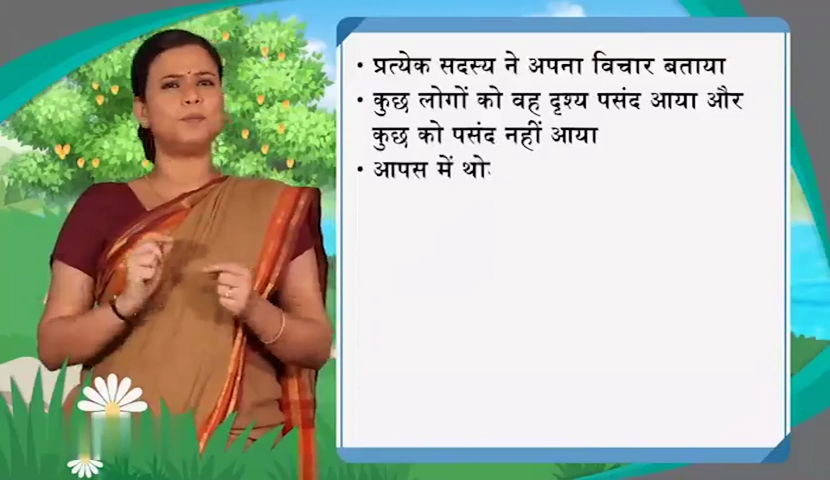 • प्रत्येक सदस्य ने अपना विचार बताया
• कुछ लोगों को वह दृश्य पसंद आया और
कुछ को पसंद नहीं आया
• आपस में